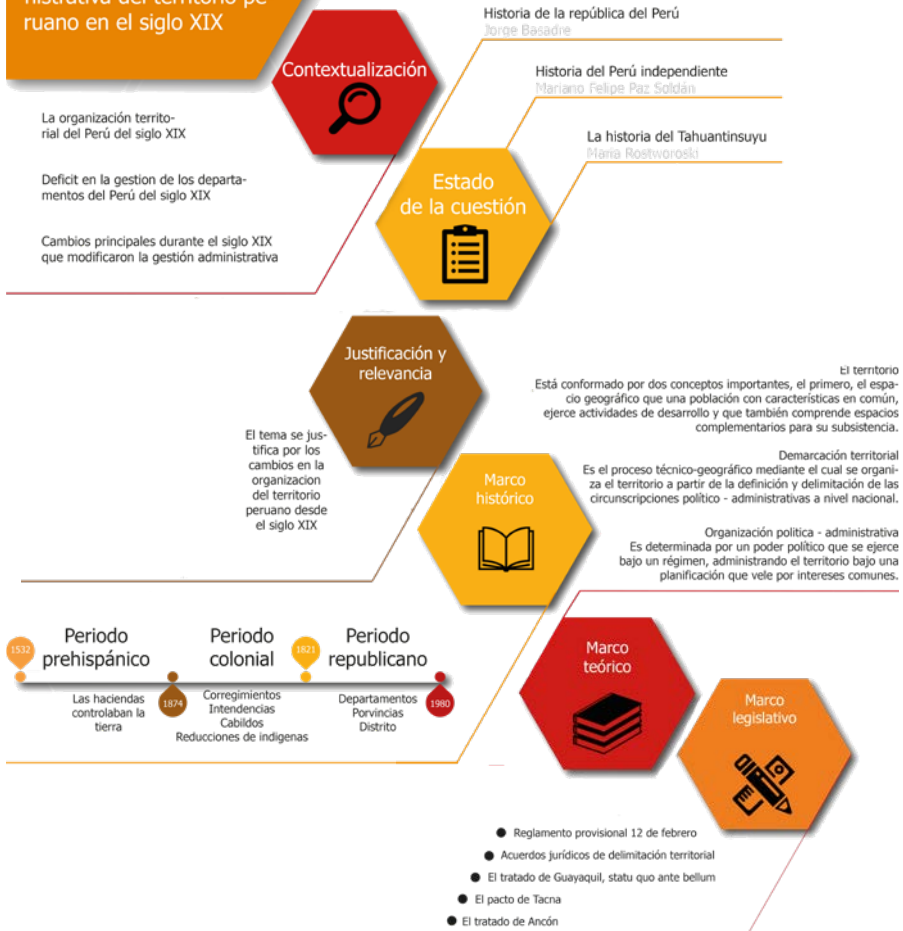 nistrativa del territorio pe-
ruano en el siglo XIX
Contextualización
La organización territo-
rial del Perú del siglo XIX
Deficit en la gestion de los departa-
mentos del Perú del siglo XIX
Cambios principales durante el siglo XIX
que modificaron la gestión administrativa
Historia de la república del Perú
Jorge Basadre
Historia del Perú independiente
Mariano Felipe Paz Soldán
La historia del Tahuantinsuyu
Maria Rostworoski
Estado
de la cuestión
Justificación y
relevancia
El tema se jus-
tifica por los
cambios en la
organizacion
del territorio
peruano desde
el siglo XIX
El territorio
Está conformado por dos conceptos importantes, el primero, el espa-
cio geográfico que una población con características en común,
ejerce actividades de desarrollo y que también comprende espacios
complementarios para su subsistencia.
Demarcación territorial
Es el proceso técnico-geográfico mediante el cual se organi-
za el territorio a partir de la definición y delimitación de las
circunscripciones político - administrativas a nivel nacional.
Organización politica - administrativa
Es determinada por un poder político que se ejerce
bajo un régimen, administrando el territorio bajo una
planificación que vele por intereses comunes.
Marco
histórico
1532
Periodo
prehispánico
Las haciendas
controlaban la
tierra
1874
Periodo
colonial
Corregimientos
Intendencias
Cabildos
Reducciones de indigenas
1821
Periodo
republicano
Departamentos
Porvincias
Distrito
1980
Marco
teórico
Marco
legislativo
Reglamento provisional 12 de febrero
Acuerdos jurídicos de delimitación territorial
El tratado de Guayaquil, statu quo ante bellum
El pacto de Tacna
El tratado de Ancón